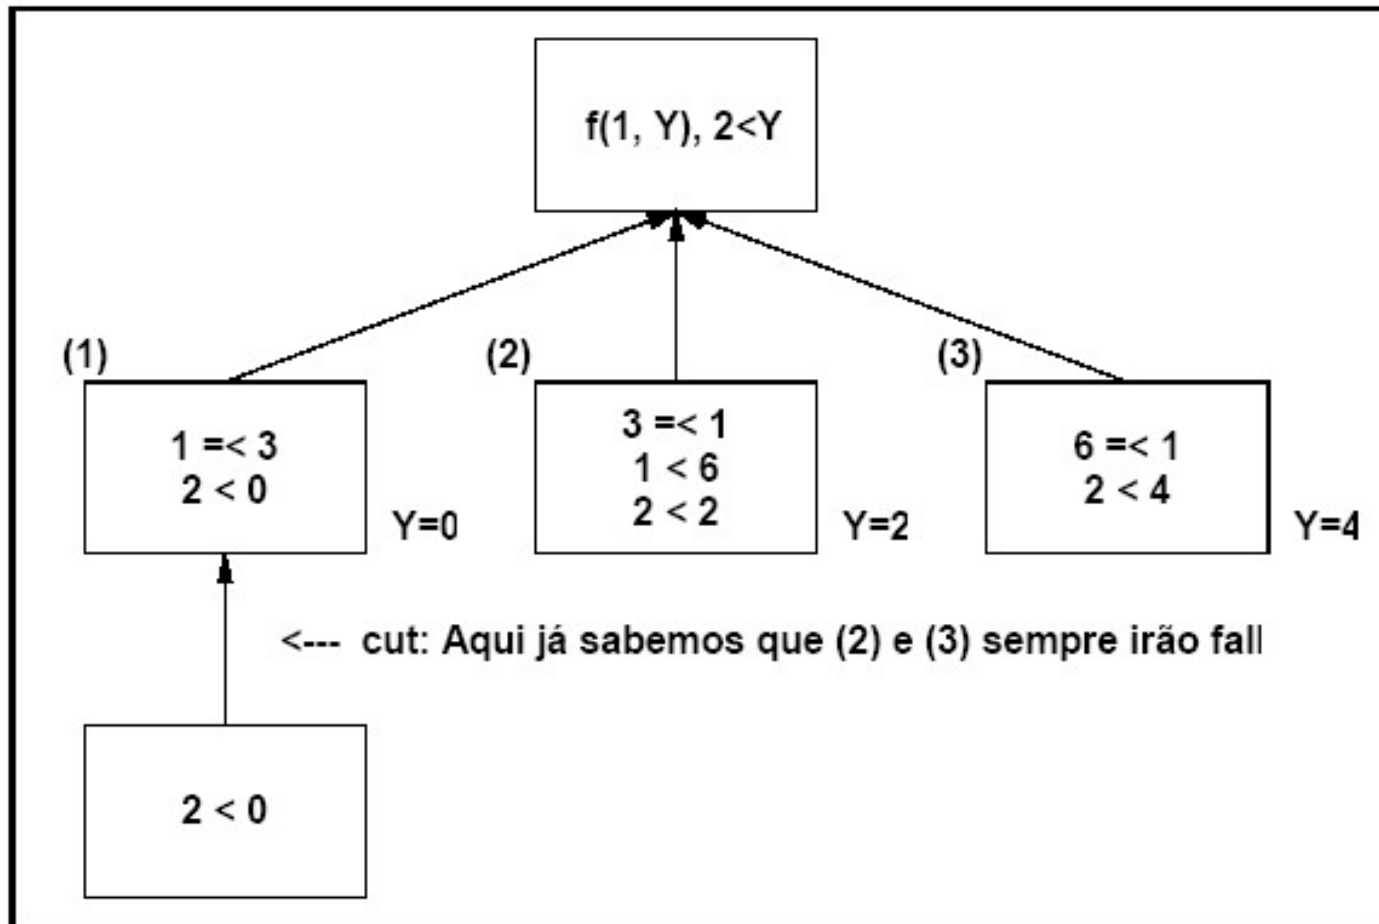 f(1, Y), 2<Y
(1)
(2)
(3)
1 =< 3
2 < 0
Y=0
3 =< 1
1 < 6
2 < 2
Y=2
6 =< 1
2 < 4
Y=4
<--- cut: Aqui já sabemos que (2) e (3) sempre irão
2 < 0